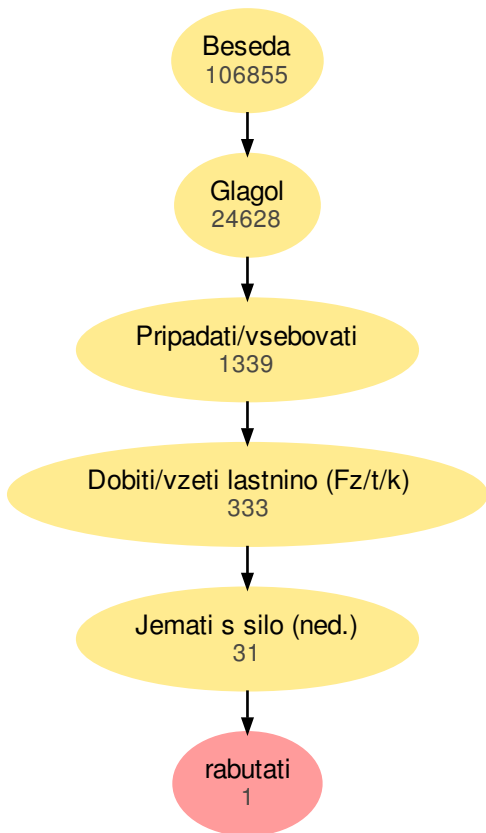 Beseda
106855
Glagol
24628
Pripadati/vsebovati
1339
Dobiti/vzeti lastnino (Fz/t/k)
333
Jemati s silo (ned.)
31
rabutati
1